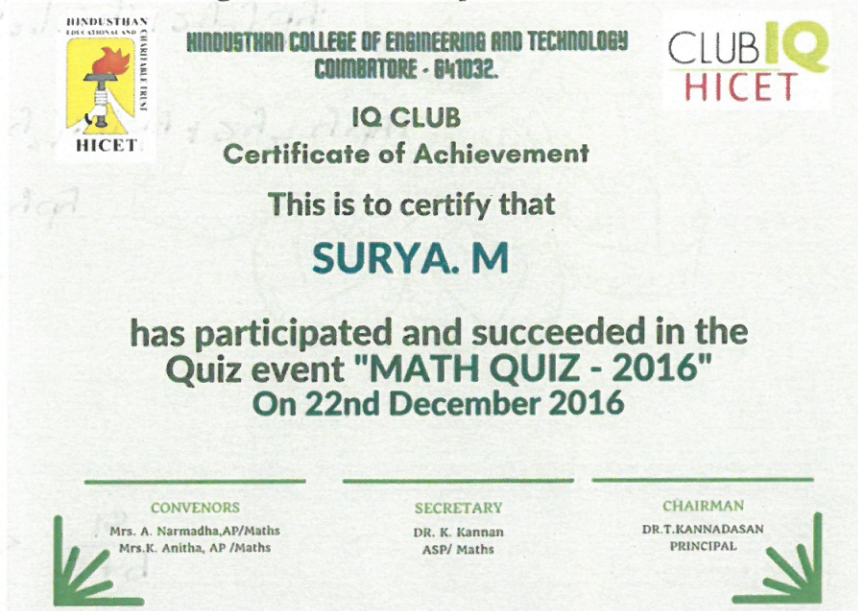 HINDUSTHAN
EDUCATIONAL AND
CHARITABLE TRUST
HICET
HINDUSTHAN COLLEGE OF ENGINEERING AND TECHNOLOGY
COIMBATORE - 641032.
CLUB IQ
HICET
IQ CLUB
Certificate of Achievement
This is to certify that
SURYA. M
has participated and succeeded in the
Quiz event "MATH QUIZ - 2016"
On 22nd December 2016
CONVENORS
Mrs. A. Narmadha,AP/Maths
Mrs.K. Anitha, AP /Maths
SECRETARY
DR. K. Kannan
ASP/ Maths
CHAIRMAN
DR.T.KANNADASAN
PRINCIPAL